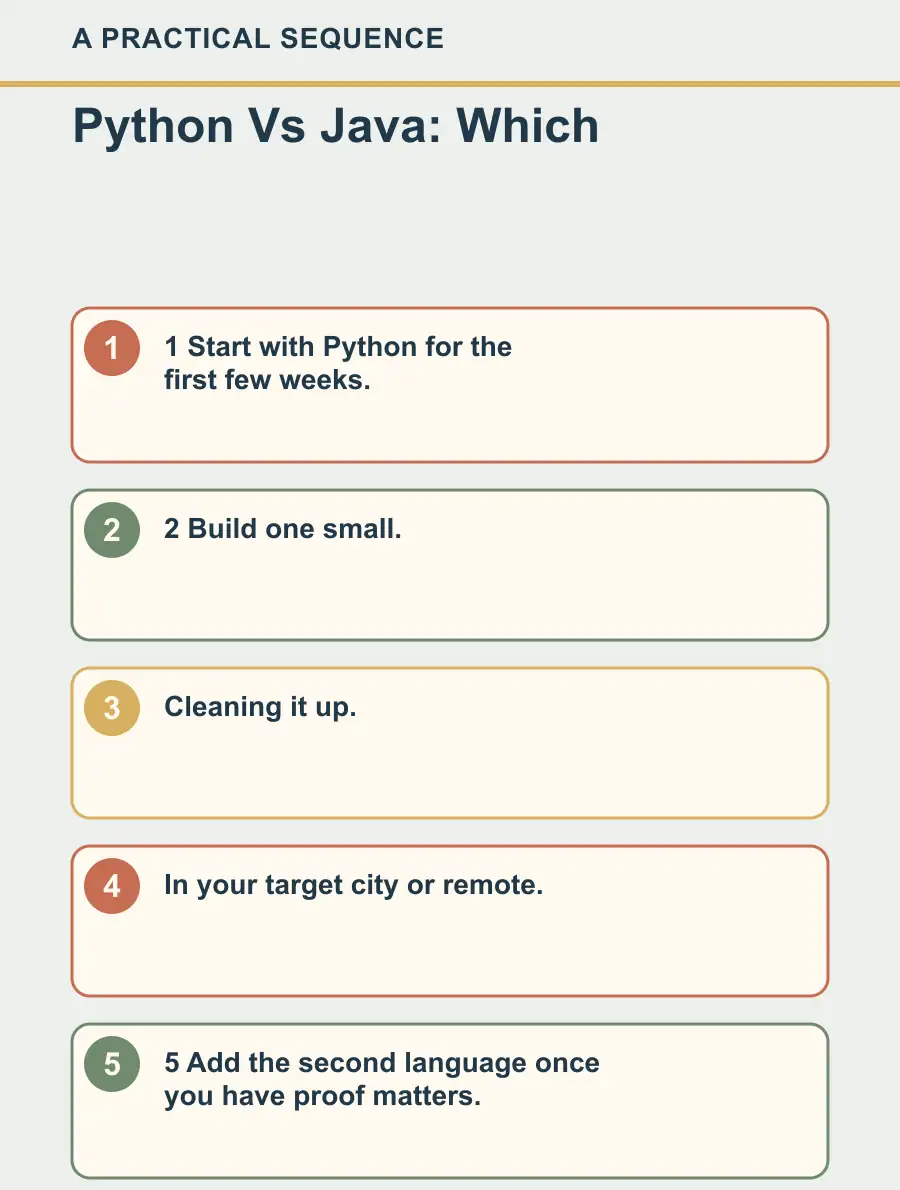 A PRACTICAL SEQUENCE
Python Vs Java: Which
1
1 Start with Python for the
first few weeks.
2
2 Build one small.
3
Cleaning it up.
4
In your target city or remote.
5
5 Add the second language once
you have proof matters.